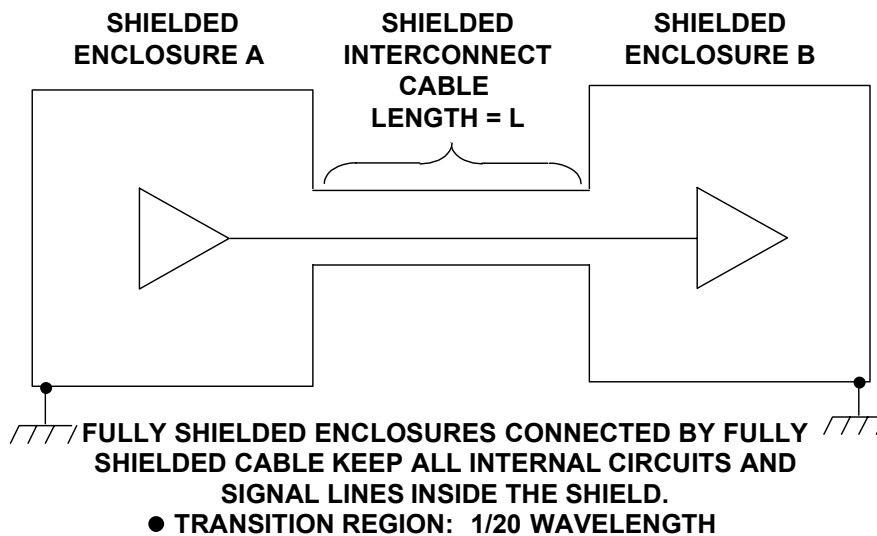 SHIELDED
ENCLOSURE A
SHIELDED
INTERCONNECT
CABLE
LENGTH = L
SHIELDED
ENCLOSURE B
FULLY SHIELDED ENCLOSURES CONNECTED BY FULLY
SHIELDED CABLE KEEP ALL INTERNAL CIRCUITS AND
SIGNAL LINES INSIDE THE SHIELD.
● TRANSITION REGION: 1/20 WAVELENGTH